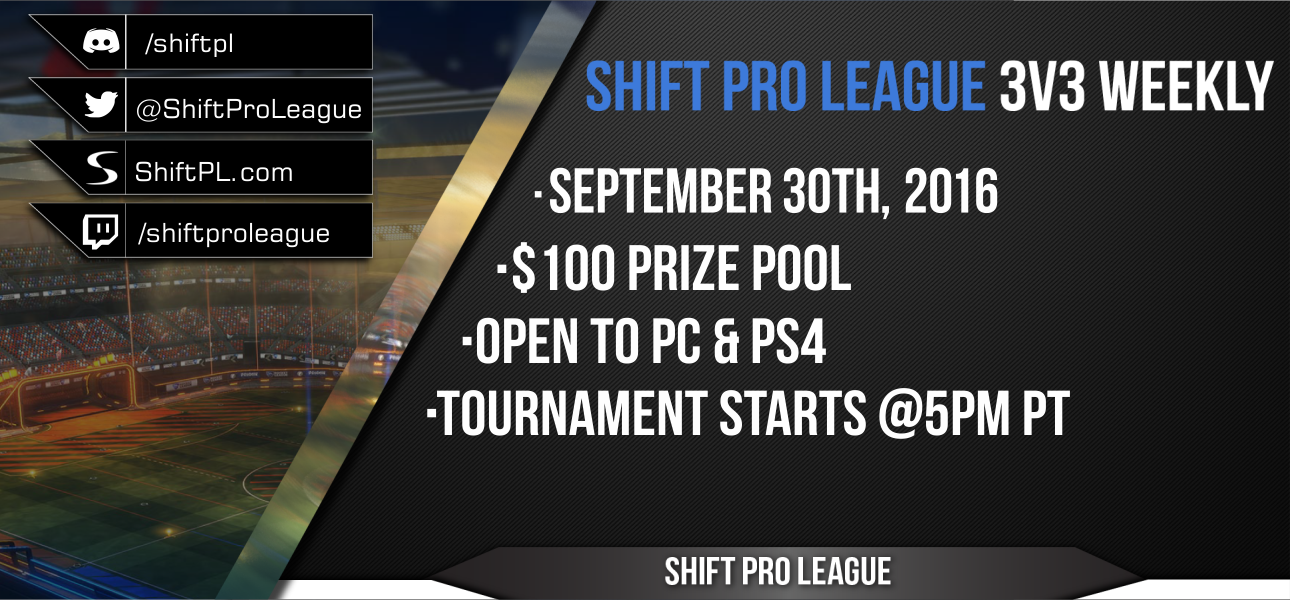 /shiftpl
@ShiftProLeague
ShiftPL.com
/shiftproleague
SHIFT PRO LEAGUE 3V3 WEEKLY
·SEPTEMBER 30TH, 2016
·$100 PRIZE POOL
·OPEN TO PC & PS4
·TOURNAMENT STARTS @5PM PT
SHIFT PRO LEAGUE